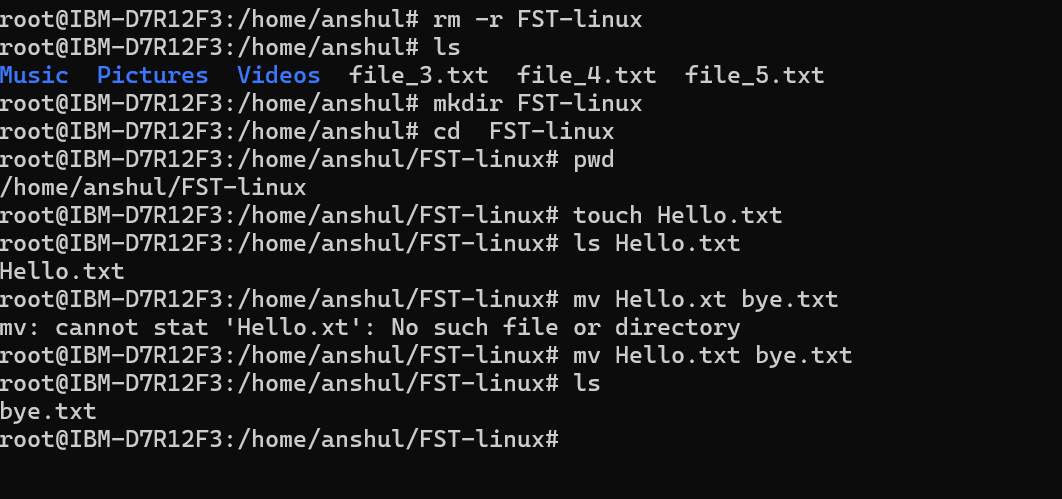 root@IBM-D7R12F3:/home/anshul# rm -r FST-linux
root@IBM-D7R12F3:/home/anshul# ls
Music  Pictures  Videos  file_3.txt  file_4.txt  file_5.txt
root@IBM-D7R12F3:/home/anshul# mkdir FST-linux
root@IBM-D7R12F3:/home/anshul# cd  FST-linux
root@IBM-D7R12F3:/home/anshul/FST-linux# pwd
/home/anshul/FST-linux
root@IBM-D7R12F3:/home/anshul/FST-linux# touch Hello.txt
root@IBM-D7R12F3:/home/anshul/FST-linux# ls Hello.txt
Hello.txt
root@IBM-D7R12F3:/home/anshul/FST-linux# mv Hello.xt bye.txt
mv: cannot stat 'Hello.xt': No such file or directory
root@IBM-D7R12F3:/home/anshul/FST-linux# mv Hello.txt bye.txt
root@IBM-D7R12F3:/home/anshul/FST-linux# ls
bye.txt
root@IBM-D7R12F3:/home/anshul/FST-linux#